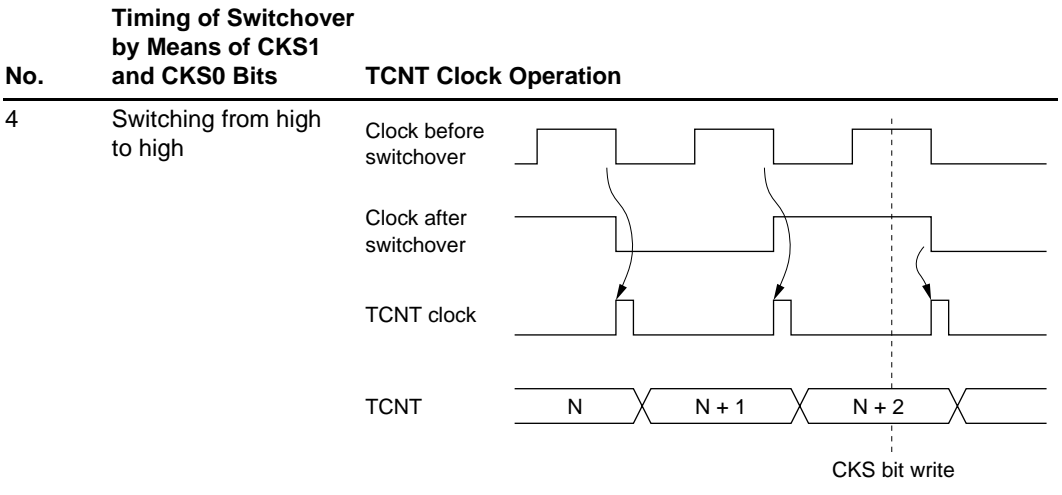 Timing of Switchover
by Means of CKS1
No. and CKS0 Bits TCNT Clock Operation
4 Switching from high
to high
Clock before
switchover
Clock after
switchover
TCNT clock
TCNT N N + 1 N + 2
CKS bit write